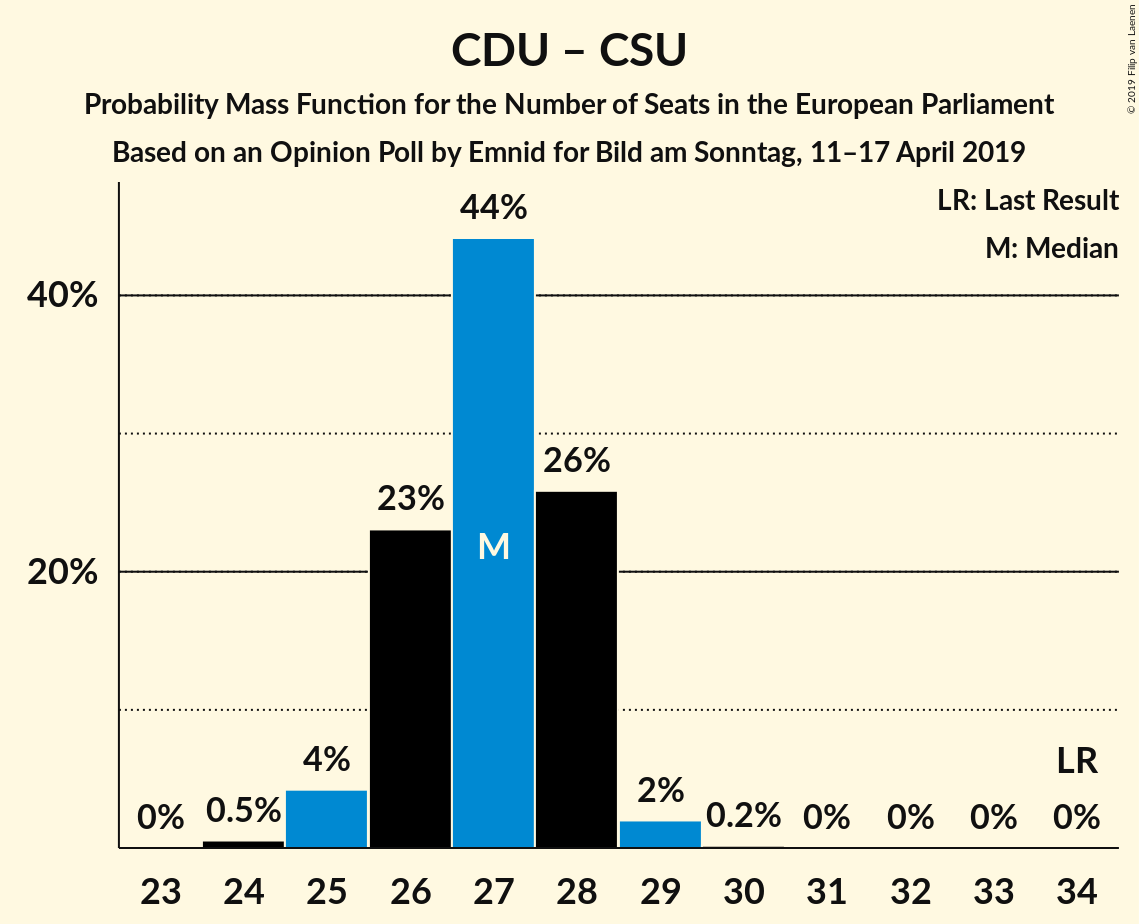 CDU – CSU
Probability Mass Function for the Number of Seats in the European Parliament
Based on an Opinion Poll by Emnid for Bild am Sonntag, 11–17 April 2019
© 2019 Filip van Laenen
LR: Last Result
M: Median
40%
20%
0%
0.5%
4%
23%
44%
M
26%
2%
0.2%
0%
0%
0%
LR
0%
23 24 25 26 27 28 29 30 31 32 33 34